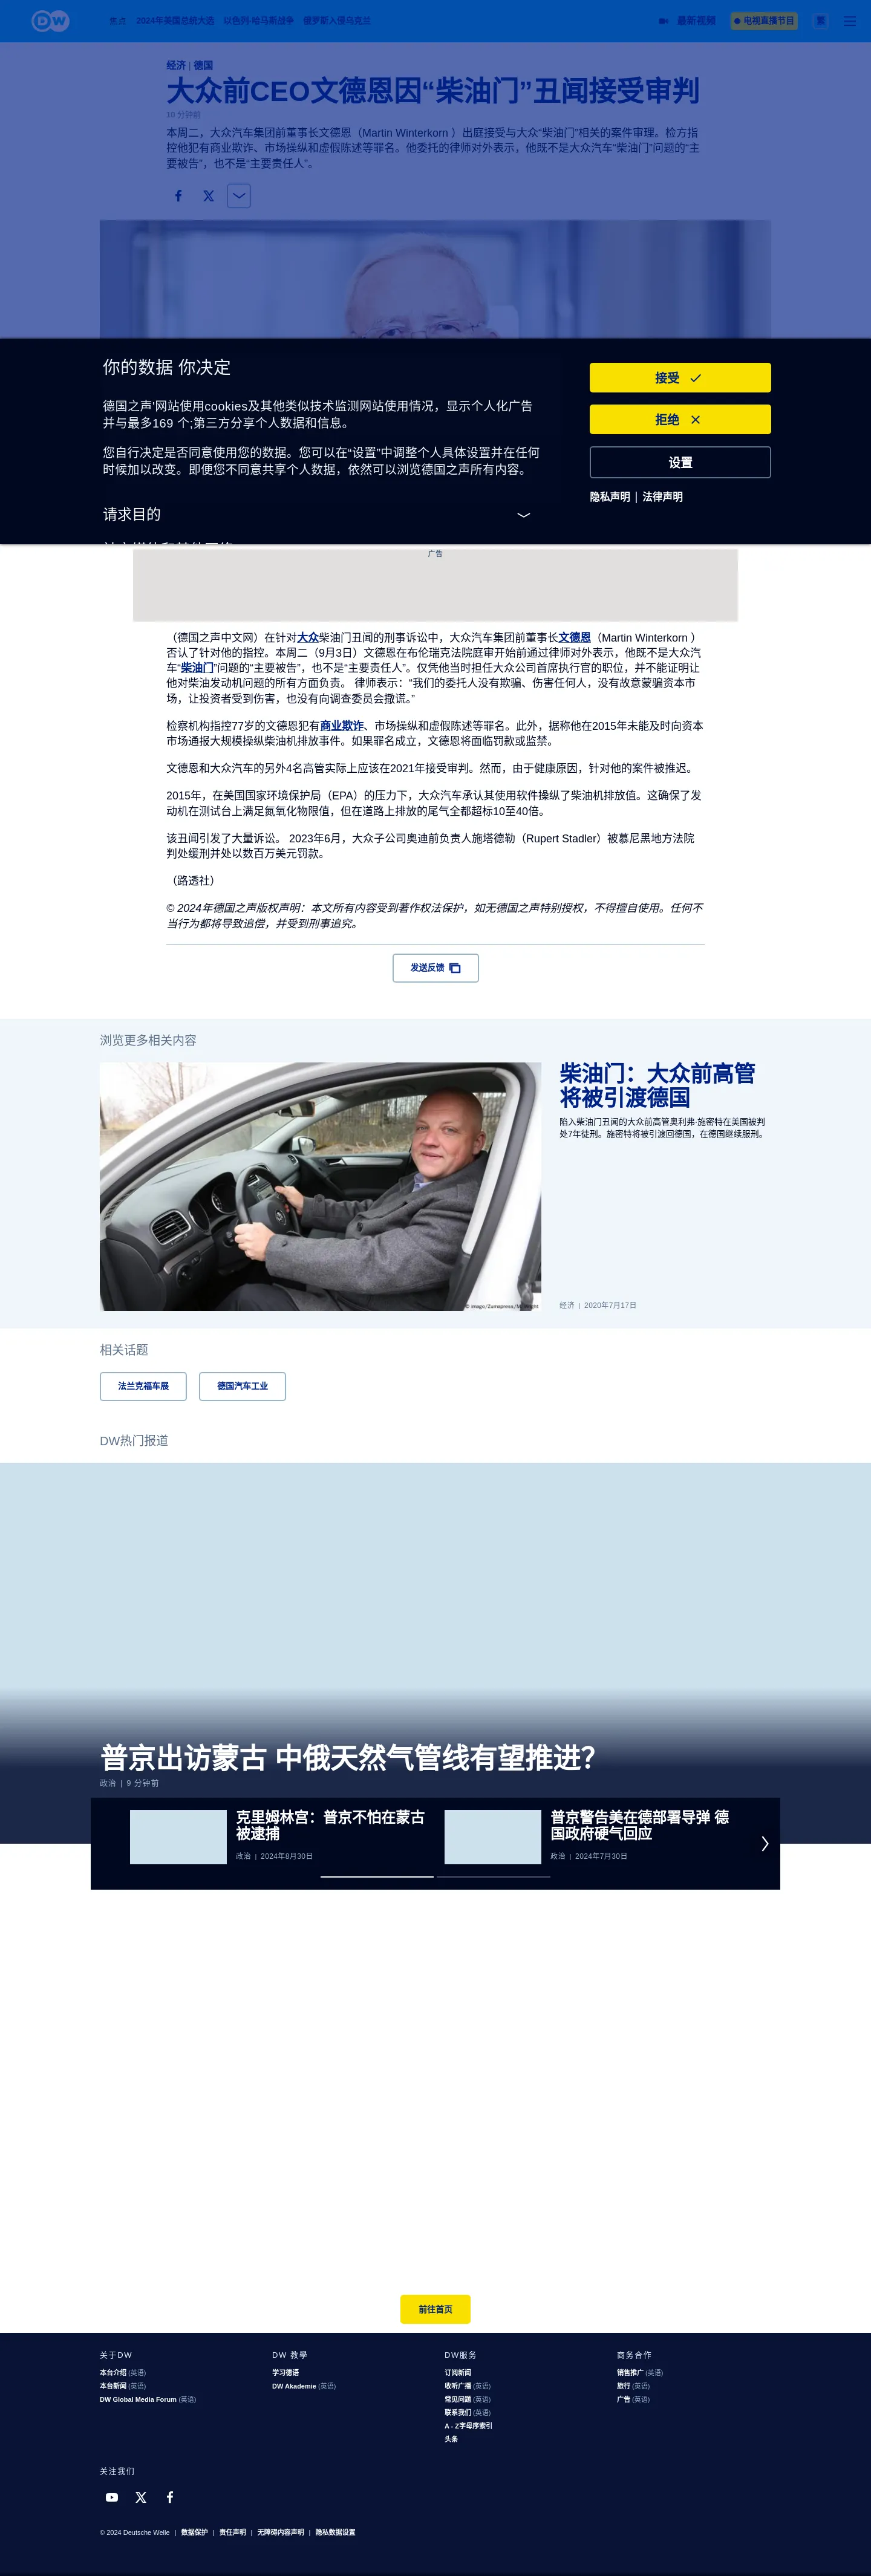 DW
焦点 2024年美国总统大选 以色列-哈马斯战争 俄罗斯入侵乌克兰 最新视频 电视直播节目 繁
经济 | 德国
大众前CEO文德恩因“柴油门”丑闻接受审判
10 分钟前
本周二，大众汽车集团前董事长文德恩（Martin Winterkorn ）出庭接受与大众“柴油门”相关的案件审理。检方指
控他犯有商业欺诈、市场操纵和虚假陈述等罪名。他委托的律师对外表示，他既不是大众汽车“柴油门”问题的“主
要被告”，也不是“主要责任人”。
你的数据 你决定
接受
德国之声'网站使用cookies及其他类似技术监测网站使用情况，显示个人化广告
并与最多169 个;第三方分享个人数据和信息。
拒绝
您自行决定是否同意使用您的数据。您可以在“设置”中调整个人具体设置并在任何
时候加以改变。即便您不同意共享个人数据，依然可以浏览德国之声所有内容。
设置
隐私声明 | 法律声明
请求目的
广告
（德国之声中文网）在针对大众柴油门丑闻的刑事诉讼中，大众汽车集团前董事长文德恩（Martin Winterkorn ）
否认了针对他的指控。本周二（9月3日）文德恩在布伦瑞克法院庭审开始前通过律师对外表示，他既不是大众汽
车“柴油门”问题的“主要被告”，也不是“主要责任人”。仅凭他当时担任大众公司首席执行官的职位，并不能证明让
他对柴油发动机问题的所有方面负责。 律师表示：“我们的委托人没有欺骗、伤害任何人，没有故意蒙骗资本市
场，让投资者受到伤害，也没有向调查委员会撒谎。”
检察机构指控77岁的文德恩犯有商业欺诈、市场操纵和虚假陈述等罪名。此外，据称他在2015年未能及时向资本
市场通报大规模操纵柴油机排放事件。如果罪名成立，文德恩将面临罚款或监禁。
文德恩和大众汽车的另外4名高管实际上应该在2021年接受审判。然而，由于健康原因，针对他的案件被推迟。
2015年，在美国国家环境保护局（EPA）的压力下，大众汽车承认其使用软件操纵了柴油机排放值。这确保了发
动机在测试台上满足氮氧化物限值，但在道路上排放的尾气全都超标10至40倍。
该丑闻引发了大量诉讼。 2023年6月，大众子公司奥迪前负责人施塔德勒（Rupert Stadler）被慕尼黑地方法院
判处缓刑并处以数百万美元罚款。
（路透社）
© 2024年德国之声版权声明：本文所有内容受到著作权法保护，如无德国之声特别授权，不得擅自使用。任何不
当行为都将导致追偿，并受到刑事追究。
发送反馈
浏览更多相关内容
柴油门：大众前高管
将被引渡德国
陷入柴油门丑闻的大众前高管奥利弗·施密特在美国被判
处7年徒刑。施密特将被引渡回德国，在德国继续服刑。
经济 | 2020年7月17日
相关话题
法兰克福车展 德国汽车工业
DW热门报道
普京出访蒙古 中俄天然气管线有望推进？
政治 | 9 分钟前
克里姆林宫：普京不怕在蒙古
被逮捕
政治 | 2024年8月30日
普京警告美在德部署导弹 德
国政府硬气回应
政治 | 2024年7月30日
前往首页
关于DW
本台介绍 (英语)
本台新闻 (英语)
DW Global Media Forum (英语)
DW 教學
学习德语
DW Akademie (英语)
DW服务
订阅新闻
收听广播 (英语)
常见问题 (英语)
联系我们 (英语)
A - Z字母序索引
头条
商务合作
销售推广 (英语)
旅行 (英语)
广告 (英语)
关注我们
© 2024 Deutsche Welle | 数据保护 | 责任声明 | 无障碍内容声明 | 隐私数据设置